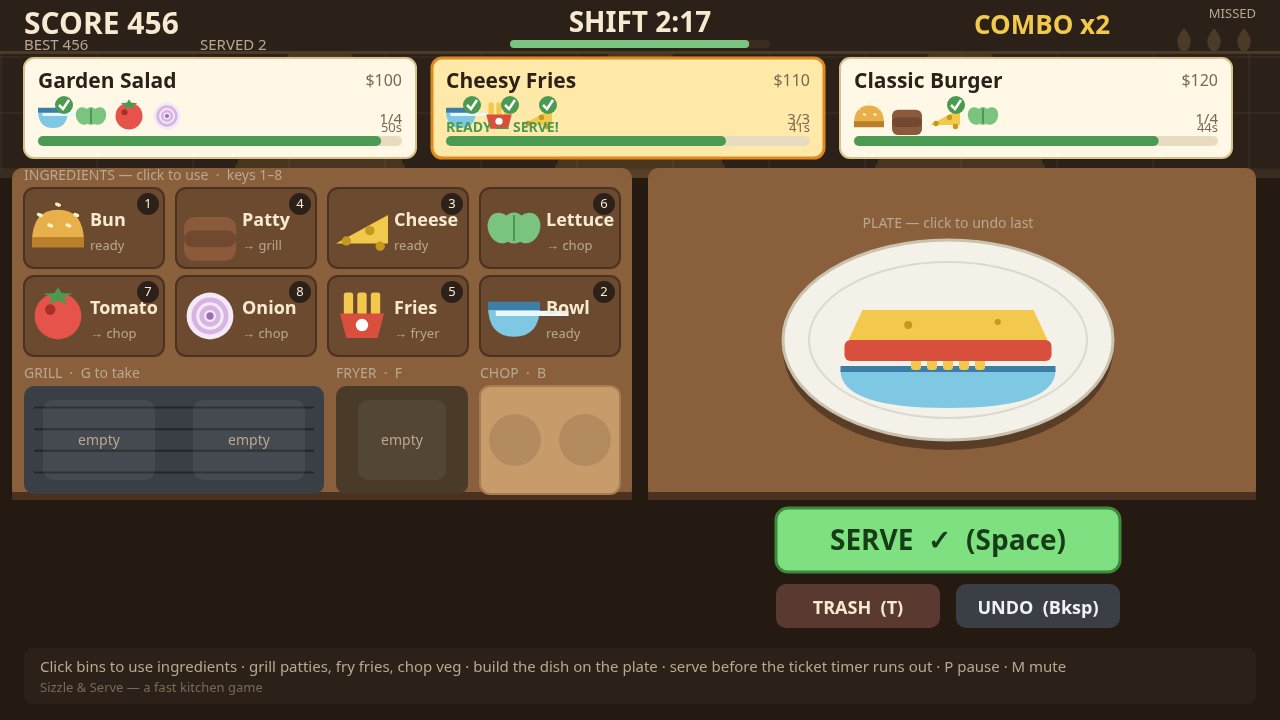 SCORE 456
SHIFT 2:17
COMBO x2
MISSED
BEST 456
SERVED 2
Garden Salad
$100
1/4
50s
Cheesy Fries
$110
3/3
READY — SERVE!
41s
Classic Burger
$120
1/4
44s
INGREDIENTS — click to use · keys 1–8
Bun
1
ready
Patty
4
→ grill
Cheese
3
ready
Lettuce
6
→ chop
Tomato
7
→ chop
Onion
8
→ chop
Fries
5
→ fryer
Bowl
2
ready
GRILL · G to take
FRYER · F
CHOP · B
empty
empty
empty
PLATE — click to undo last
SERVE ✓ (Space)
TRASH (T)
UNDO (Bksp)
Click bins to use ingredients · grill patties, fry fries, chop veg · build the dish on the plate · serve before the ticket timer runs out · P pause · M mute
Sizzle & Serve — a fast kitchen game